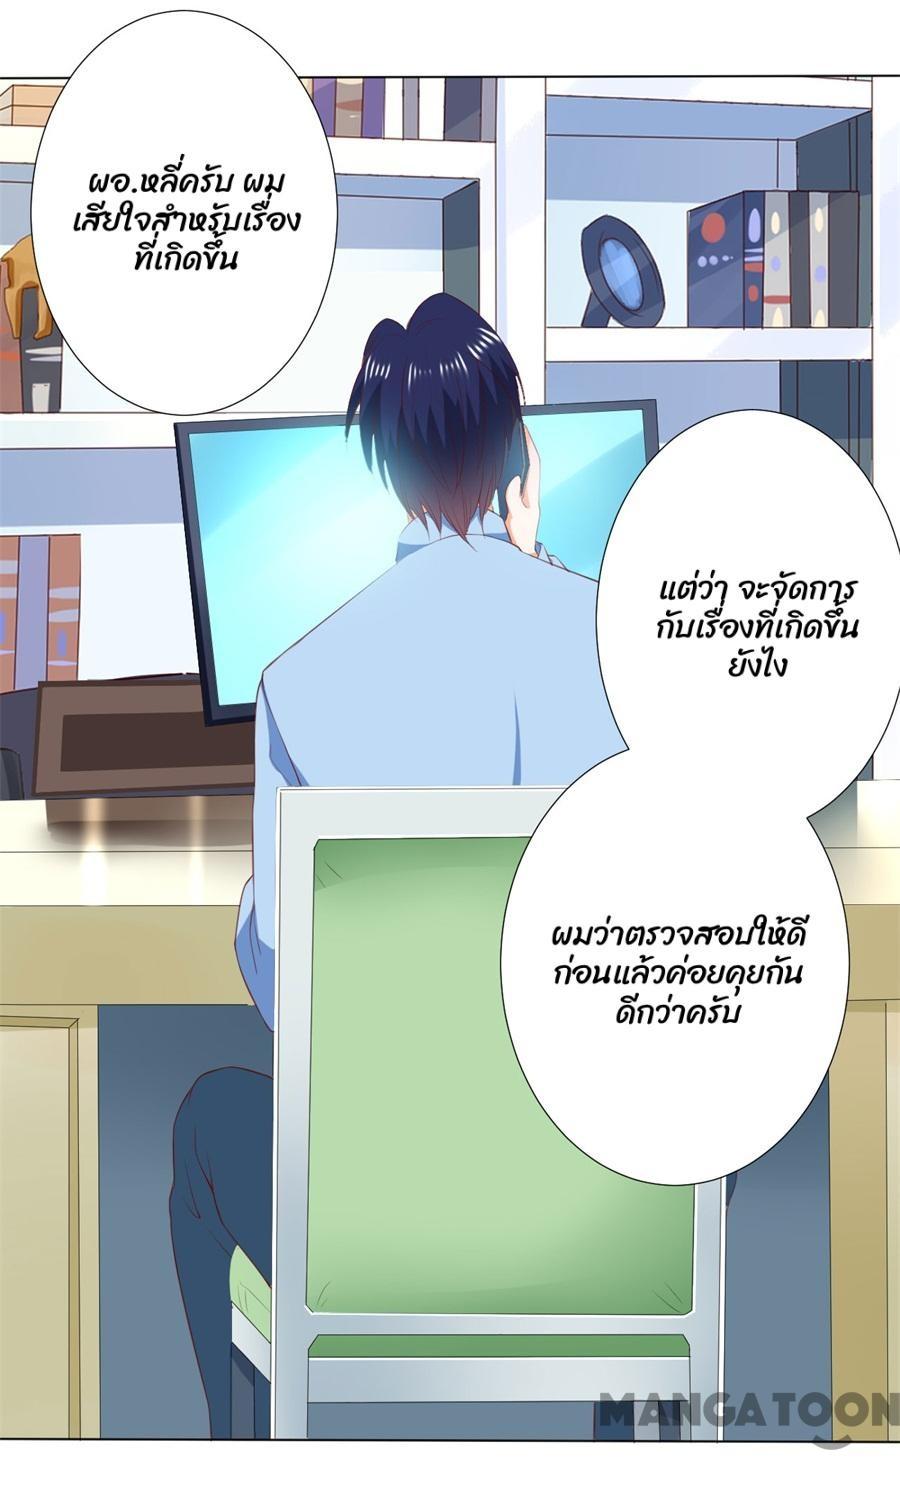 ผอ.หลี่ครับ ผม
เสียใจสำหรับเรื่อง
ที่เกิดขึ้น
แต่ว่า จะจัดการ
กับเรื่องที่เกิดขึ้น
ยังไง
ผมว่าตรวจสอบให้ดี
ก่อนแล้วค่อยคุยกัน
ดีกว่าครับ
MANGATOON